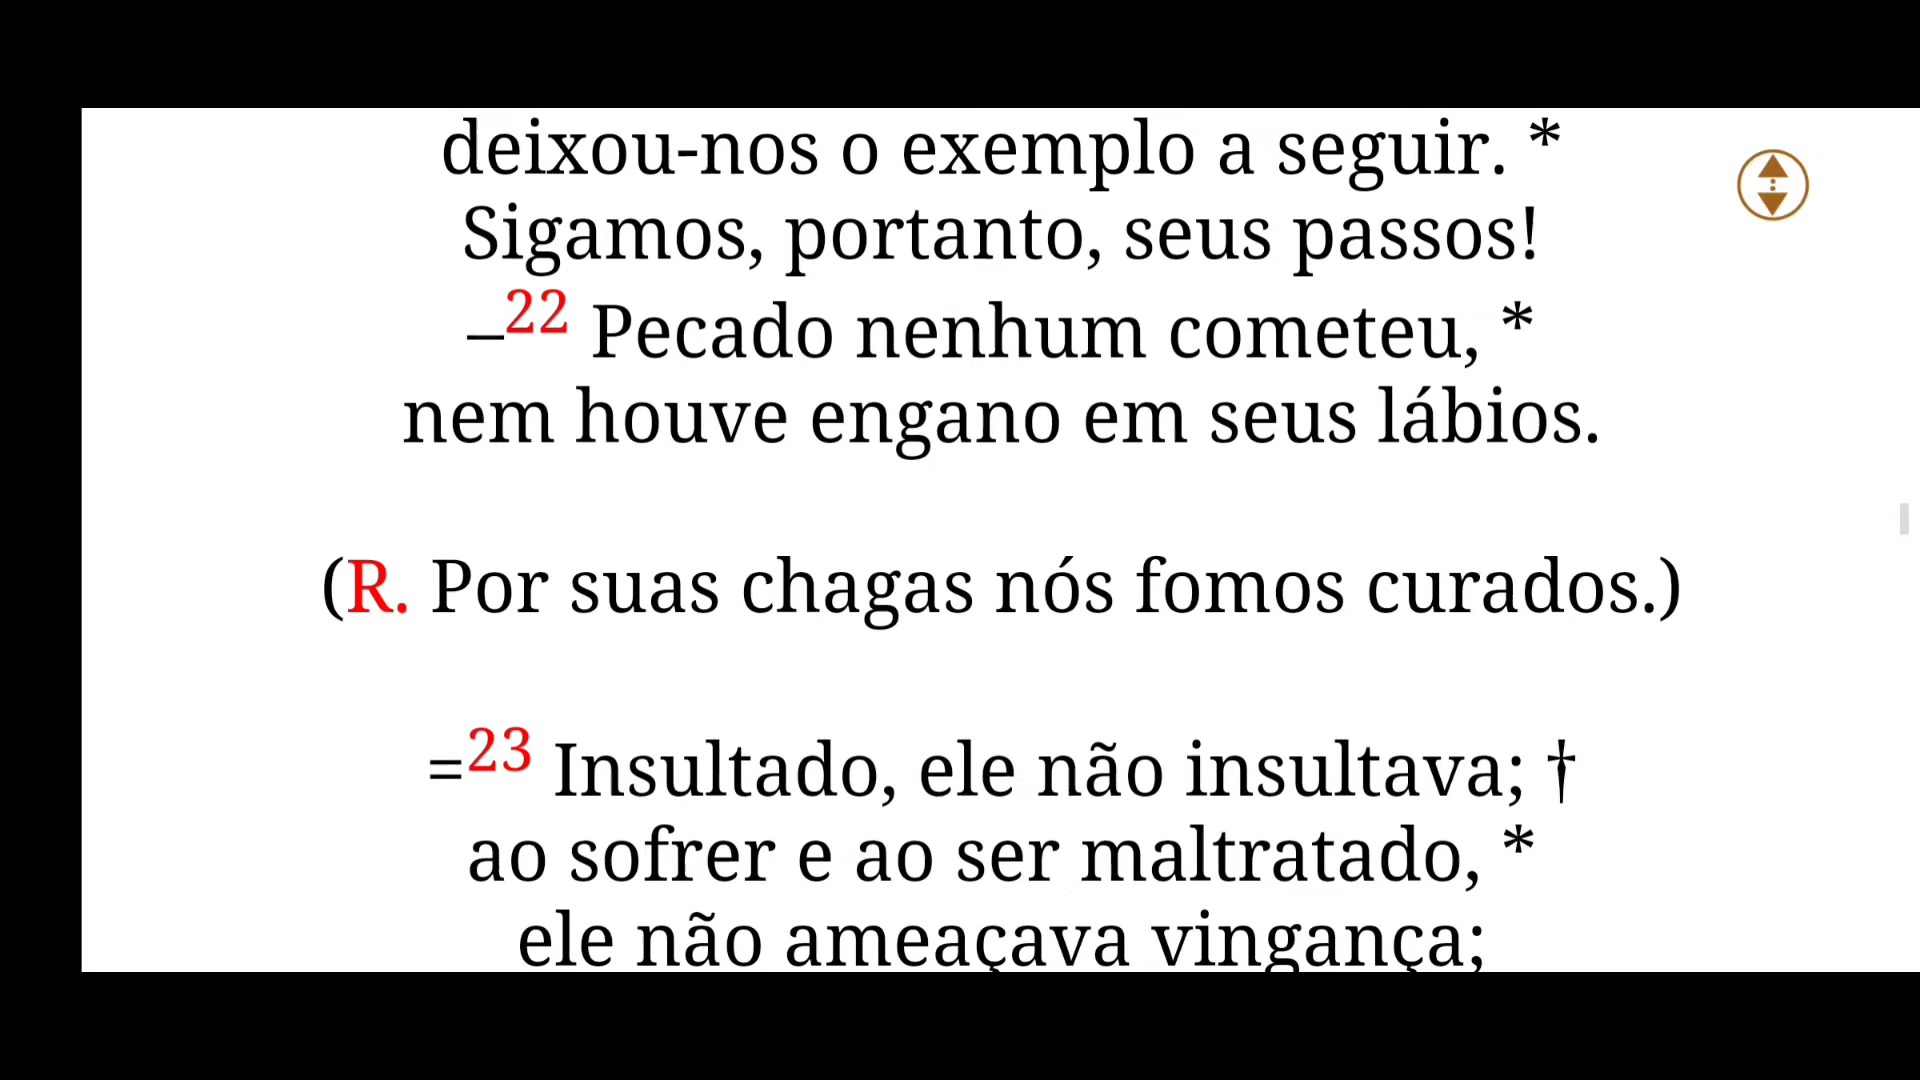 deixou-nos o exemplo a seguir. *
Sigamos, portanto, seus passos!
–22 Pecado nenhum cometeu, *
nem houve engano em seus lábios.
(R. Por suas chagas nós fomos curados.)
=23 Insultado, ele não insultava; †
ao sofrer e ao ser maltratado, *
ele não ameaçava vingança;